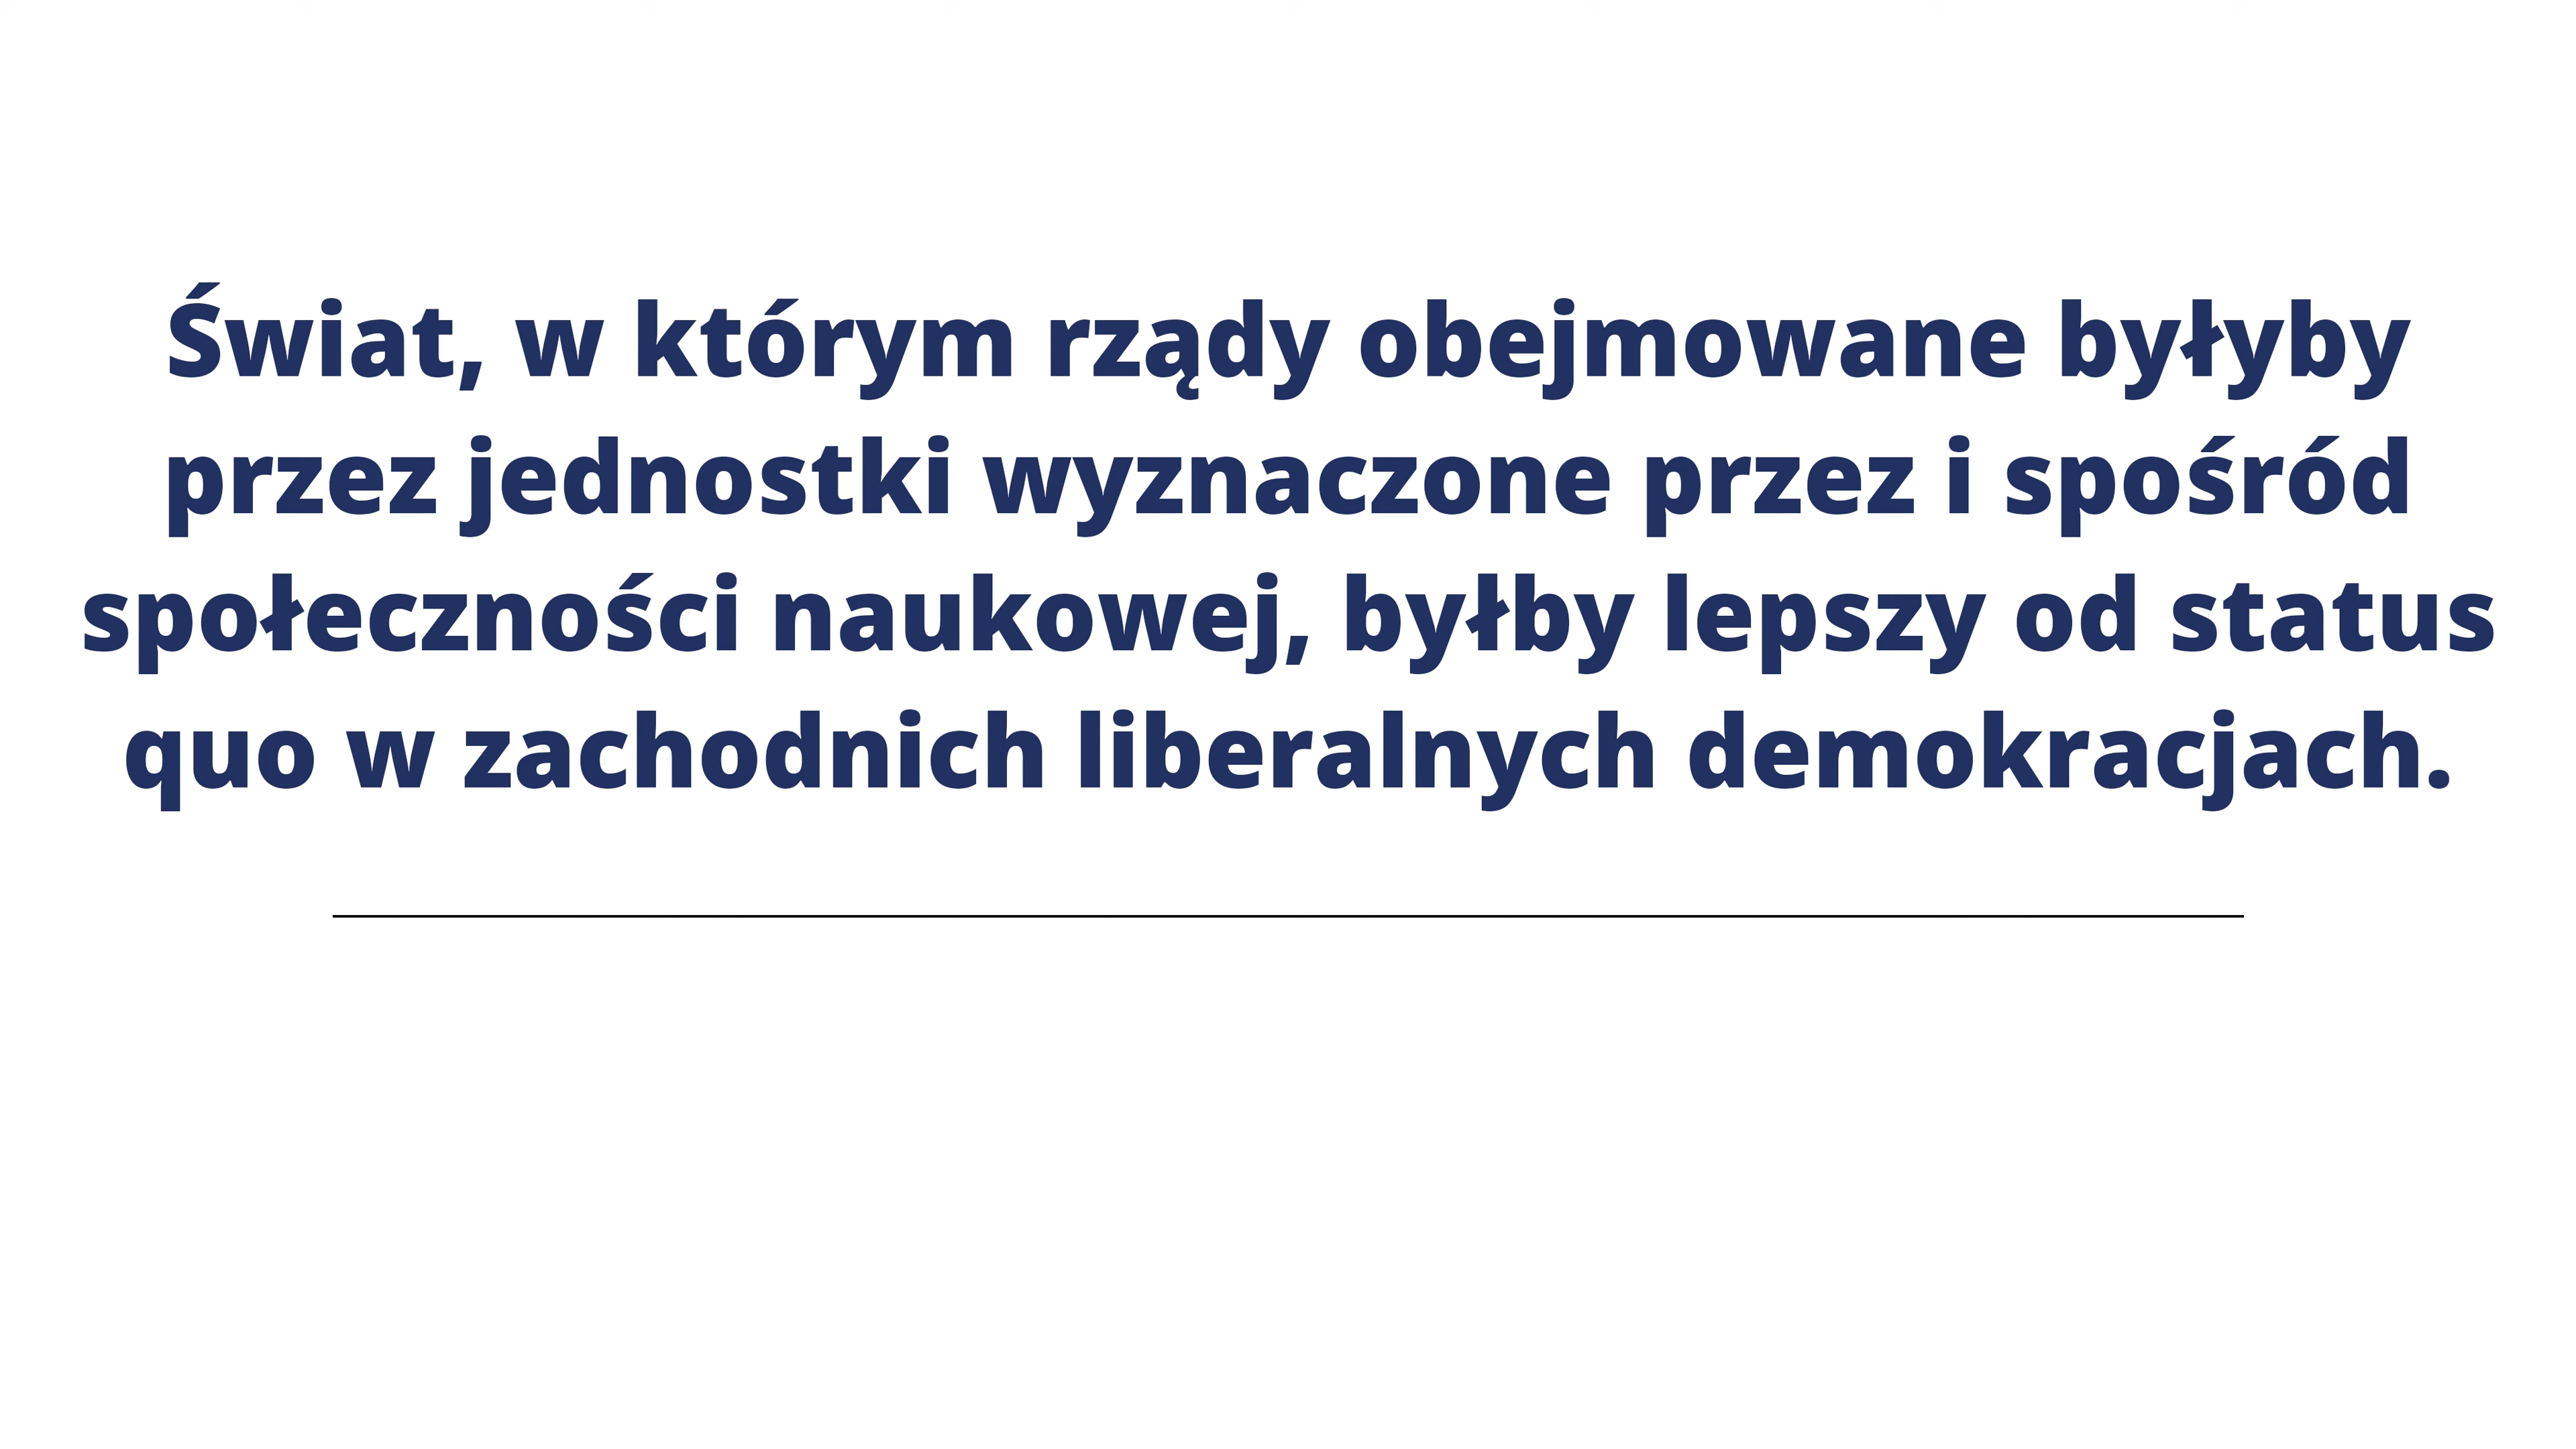 Świat, w którym rządy obejmowane byłyby
przez jednostki wyznaczone przez i spośród
społeczności naukowej, byłby lepszy od status
quo w zachodnich liberalnych demokracjach.